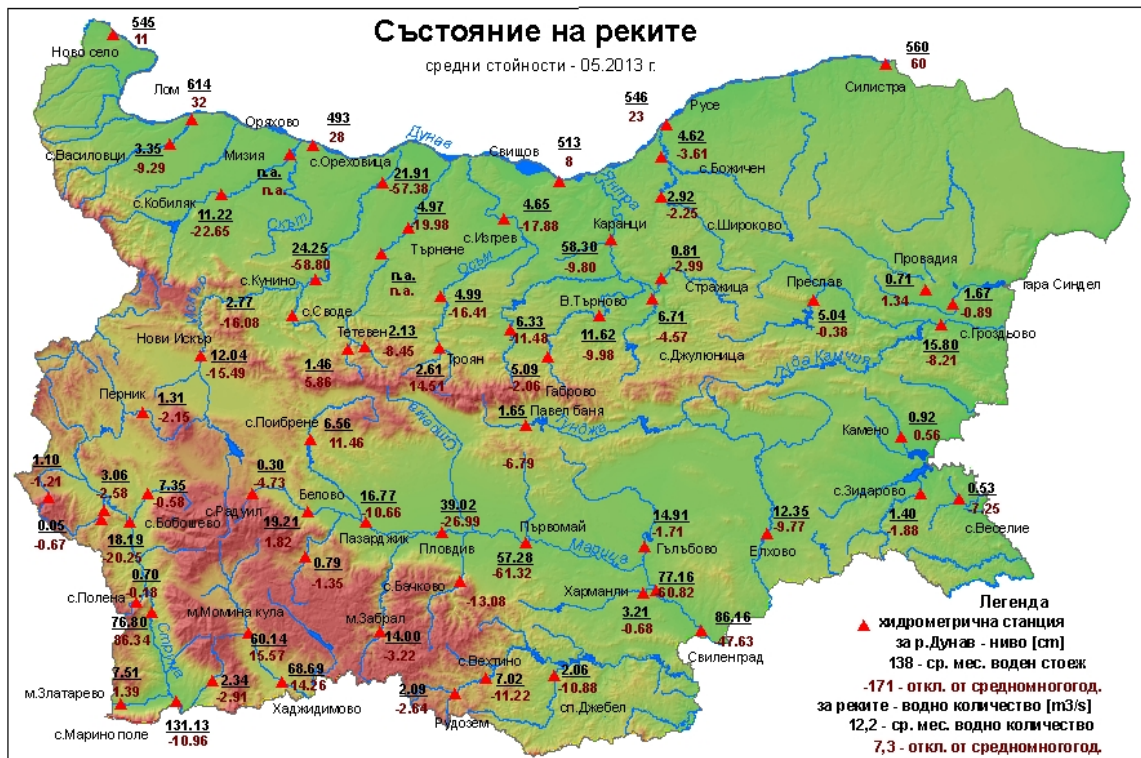 Състояние на реките
средни стойности - 05.2013 г.
545
11
Ново село
560
60
Силистра
Лом
614
32
Оряхово
493
28
546
23
Русе
Дунав
Свищов
513
8
с.Василовци
3.35
-9.29
Мизия
n.a.
n.a.
с.Ореховица
21.91
-57.38
4.62
-3.61
с.Божичен
с.Кобиляк
11.22
-22.65
Скът
4.97
-19.98
Търнене
с.Изгрев
4.65
-17.88
Янтра
2.92
-2.25
с.Широково
Каранци
58.30
-9.80
24.25
-58.80
с.Кунино
Осъм
n.a.
n.a.
0.81
-2.99
Стражица
Провадия
0.71
1.34
Преслав
5.04
-0.38
гара Синдел
1.67
-0.89
с.Гроздьово
15.80
-8.21
2.77
-16.08
с.Своде
4.99
-16.41
В.Търново
11.62
-9.98
6.71
-4.57
с.Джулюница
Нови Искър
12.04
-15.49
Тетевен
2.13
-8.45
1.46
5.86
Троян
2.61
14.51
6.33
-11.48
5.09
-2.06
Габрово
Перник
1.31
-2.15
с.Поибрене
6.56
11.46
Стряма
1.65
Павел баня
-6.79
Тунджа
Камчия
Камено
0.92
0.56
1.10
-1.21
3.06
-2.58
7.35
-0.58
с.Бобошево
0.30
-4.73
с.Радуил
Белово
19.21
1.82
16.77
-10.66
Пазарджик
39.02
-26.99
Пловдив
Първомай
57.28
-61.32
Марица
14.91
-1.71
Гълъбово
12.35
-9.77
Елхово
с.Зидарово
1.40
-1.88
0.53
-7.25
с.Веселие
0.05
-0.67
18.19
-20.25
0.79
-1.35
с.Бачково
-13.08
Харманли
77.16
-60.82
3.21
-0.68
86.16
-47.63
Свиленград
0.70
-0.18
с.Полена
76.80
86.34
Струма
м.Момина кула
60.14
15.57
м.Забрал
14.00
-3.22
с.Вехтино
7.02
-11.22
2.06
-10.88
сп.Джебел
2.09
-2.64
Рудозем
68.69
-14.26
Хаджидимово
2.34
-2.91
7.51
1.39
м.Златарево
131.13
-10.96
с.Марино поле
Легенда
хидрометрична станция
за р.Дунав - ниво [cm]
138 - ср. мес. воден стоеж
-171 - откл. от средномногогод.
за реките - водно количество [m3/s]
12,2 - ср. мес. водно количество
7,3 - откл. от средномногогод.